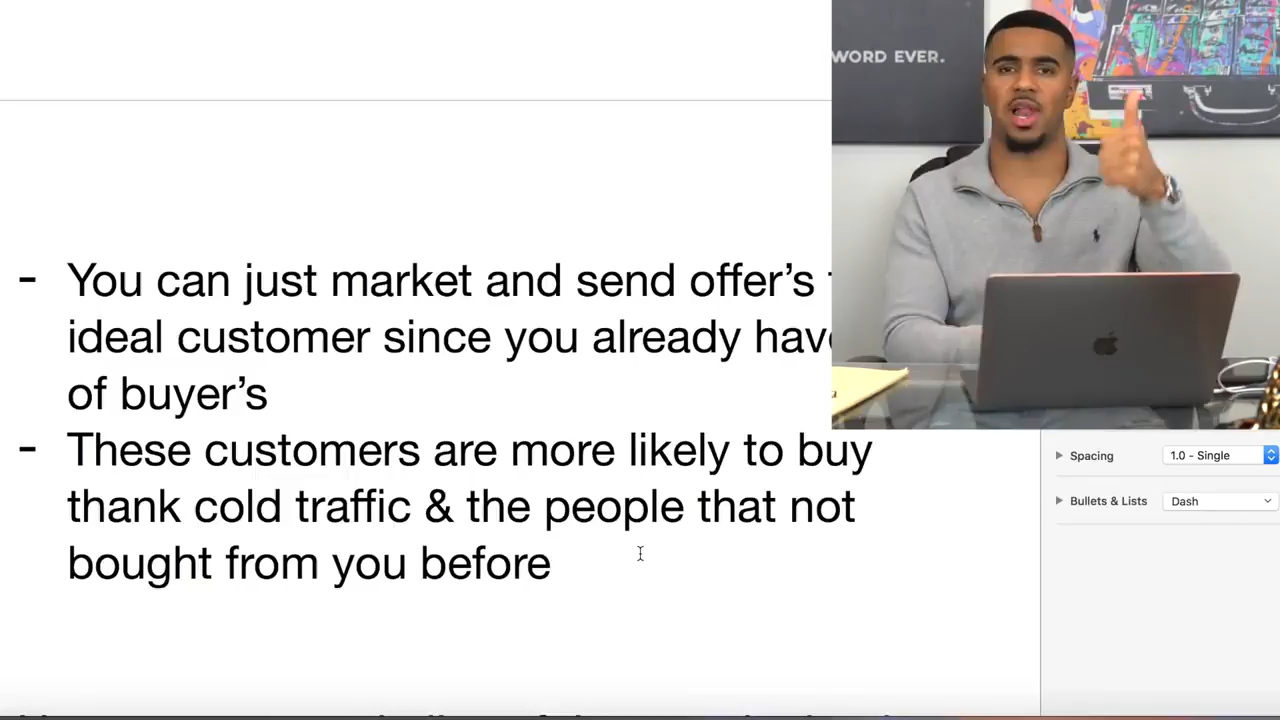 WORD EVER.
- You can just market and send offer's
ideal customer since you already have
of buyer's
- These customers are more likely to buy
thank cold traffic & the people that not
bought from you before
Spacing
1.0 - Single
Bullets & Lists
Dash